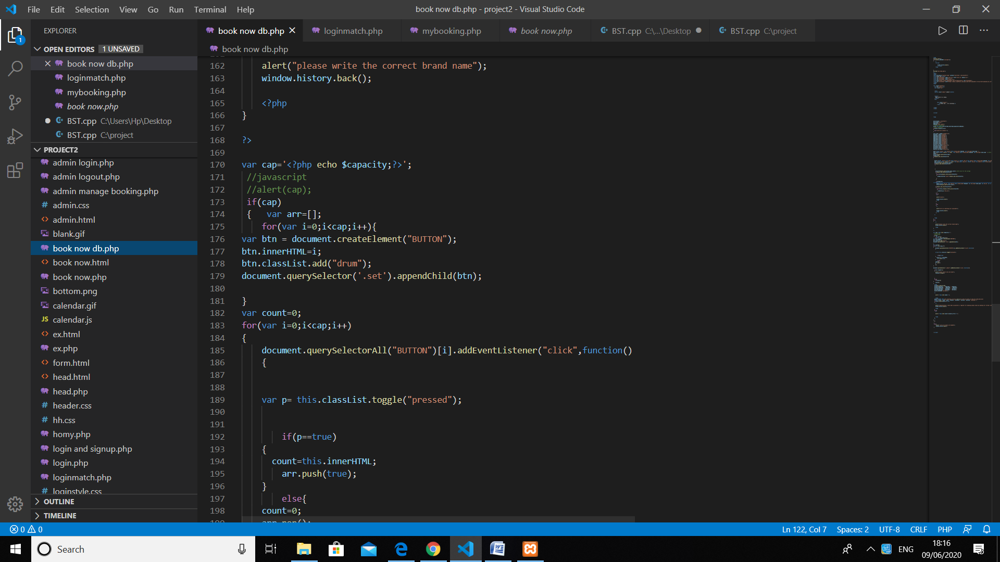 File Edit Selection View Go Run Terminal Help
book now db.php - project2 - Visual Studio Code
EXPLORER
OPEN EDITORS 1 UNSAVED
book now db.php
loginmatch.php
mybooking.php
book now.php
BST.cpp C:\Users\Hp\Desktop
BST.cpp C:\project
PROJECT2
admin login.php
admin logout.php
admin manage booking.php
admin.css
admin.html
blank.gif
book now db.php
book now.html
book now.php
bottom.png
calendar.gif
calendar.js
ex.html
ex.php
form.html
head.html
head.php
header.css
hh.css
homy.php
login and signup.php
login.php
loginmatch.php
loginstyle.css
OUTLINE
TIMELINE
book now db.php
loginmatch.php
mybooking.php
book now.php
BST.cpp C:\...\Desktop
BST.cpp C:\project
book now db.php
162 alert("please write the correct brand name");
163 window.history.back();
164
165 <?php
166 }
167
168 ?>
169
170 var cap='<?php echo $capacity;?>';
171 //javascript
172 //alert(cap);
173 if(cap)
174 { var arr=[];
175 for(var i=0;i<cap;i++){
176 var btn = document.createElement("BUTTON");
177 btn.innerHTML=i;
178 btn.classList.add("drum");
179 document.querySelector('.set').appendChild(btn);
180
181 }
182 var count=0;
183 for(var i=0;i<cap;i++)
184 {
185 document.querySelectorAll("BUTTON")[i].addEventListener("click",function()
186 {
187
188
189 var p= this.classList.toggle("pressed");
190
191
192 if(p==true)
193 {
194 count=this.innerHTML;
195 arr.push(true);
196 }
197 else{
198 count=0;
0 0
Ln 122, Col 7 Spaces: 2 UTF-8 CRLF PHP
Search
ENG
18:16
09/06/2020